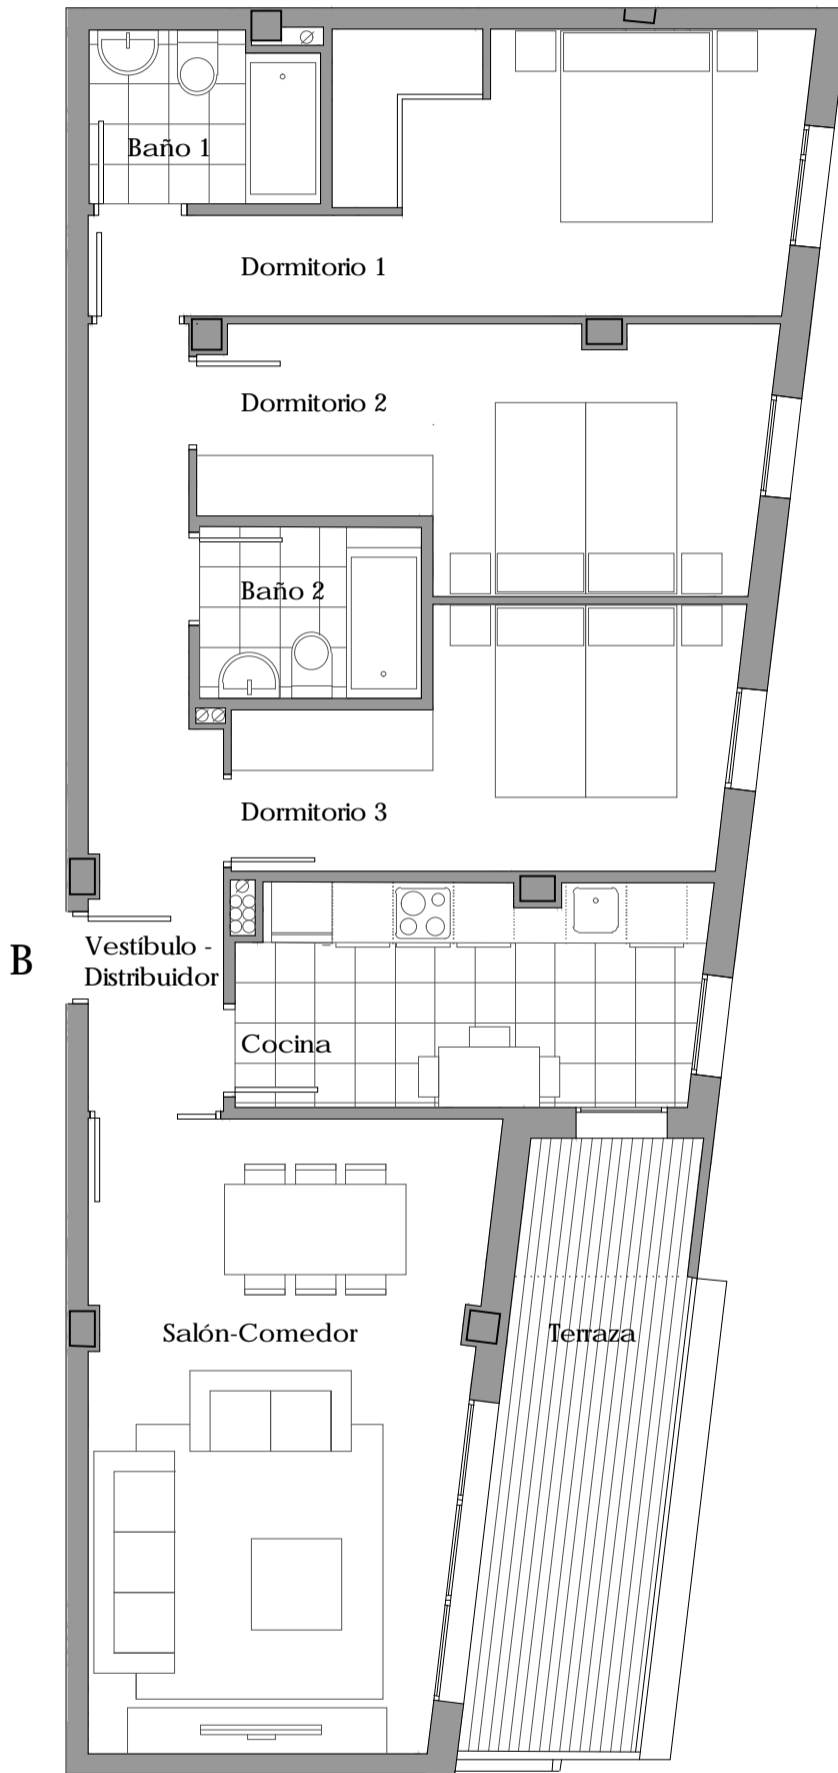 Baño 1
Dormitorio 1
Dormitorio 2
Baño 2
Dormitorio 3
B
Vestíbulo -
Distribuidor
Cocina
Salón-Comedor
Terraza